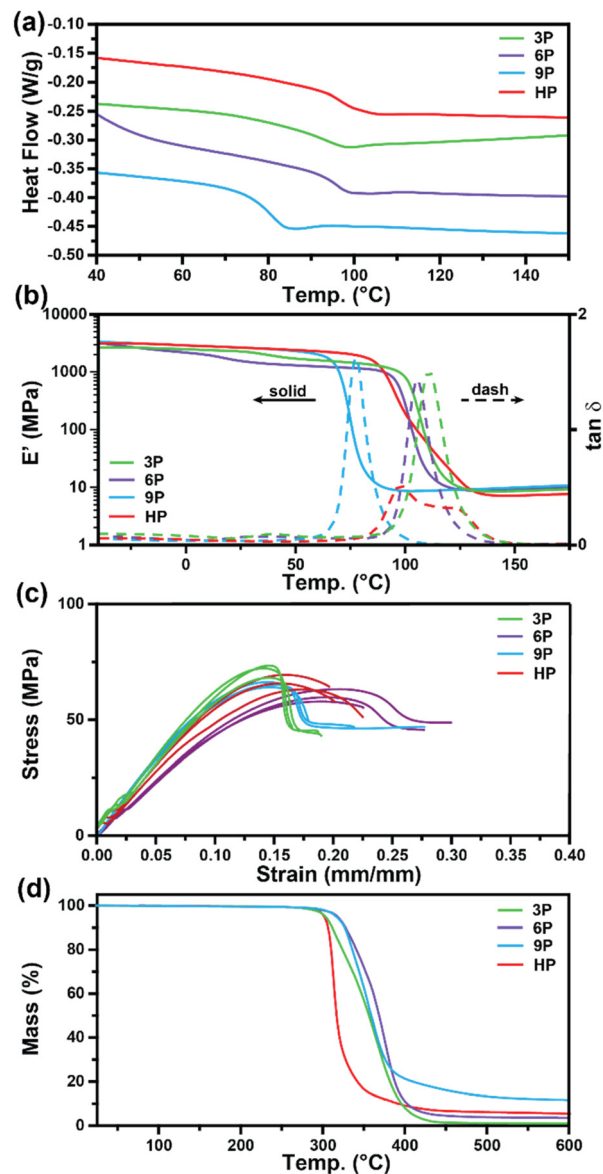 (a)
-0.10
-0.15
-0.20
-0.25
-0.30
-0.35
-0.40
-0.45
-0.50
Heat Flow (W/g)
3P
6P
9P
HP
40 60 80 100 120 140
Temp. (°C)
(b)
10000
1000
100
10
1
E' (MPa)
solid
dash
3P
6P
9P
HP
2
1
0
tan δ
0 50 100 150
Temp. (°C)
(c)
100
50
0
Stress (MPa)
3P
6P
9P
HP
0.00 0.05 0.10 0.15 0.20 0.25 0.30 0.35 0.40
Strain (mm/mm)
(d)
100
80
60
40
20
0
Mass (%)
3P
6P
9P
HP
100 200 300 400 500 600
Temp. (°C)